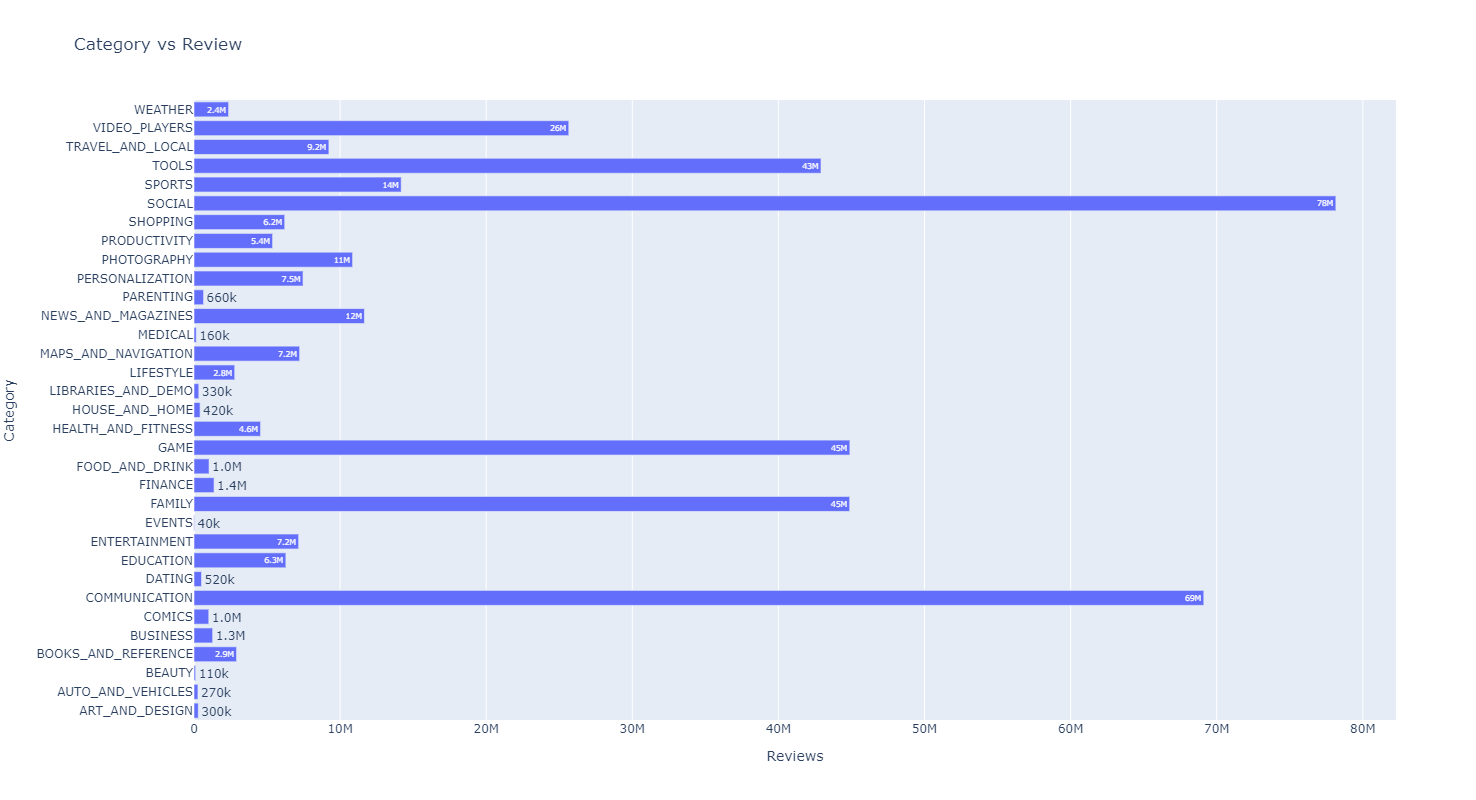 Category vs Review
WEATHER 2.4M
VIDEO_PLAYERS 26M
TRAVEL_AND_LOCAL 9.2M
TOOLS 43M
SPORTS 14M
SOCIAL 78M
SHOPPING 6.2M
PRODUCTIVITY 5.4M
PHOTOGRAPHY 11M
PERSONALIZATION 7.5M
PARENTING 660k
NEWS_AND_MAGAZINES 12M
MEDICAL 160k
MAPS_AND_NAVIGATION 7.2M
LIFESTYLE 2.8M
LIBRARIES_AND_DEMO 330k
HOUSE_AND_HOME 420k
HEALTH_AND_FITNESS 4.6M
GAME 45M
FOOD_AND_DRINK 1.0M
FINANCE 1.4M
FAMILY 45M
EVENTS 40k
ENTERTAINMENT 7.2M
EDUCATION 6.3M
DATING 520k
COMMUNICATION 69M
COMICS 1.0M
BUSINESS 1.3M
BOOKS_AND_REFERENCE 2.9M
BEAUTY 110k
AUTO_AND_VEHICLES 270k
ART_AND_DESIGN 300k
0 10M 20M 30M 40M 50M 60M 70M 80M
Reviews
Category